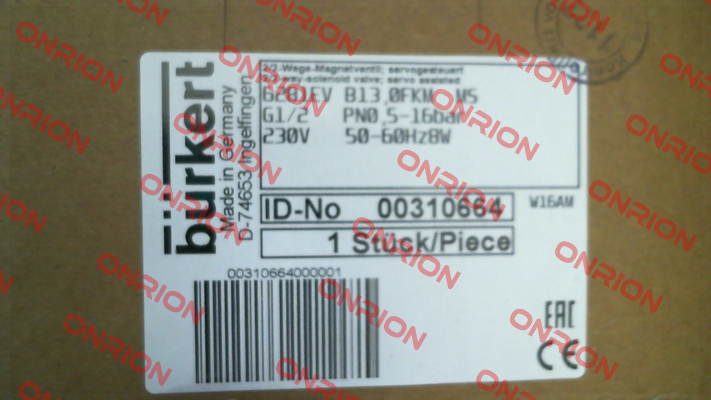 bürkert
Made in Germany
D-74653 Ingelfingen
2/2-Wege-Magnetventil; servogesteuert
2/2-way-solenoid valve; servo assisted
6281EV B13,0FKM MS
G1/2 PN0,5-16bar
230V 50-60Hz8W
ID-No 00310664
W16AM
1 Stück/Piece
00310664000001
EAC
CE
ONRION